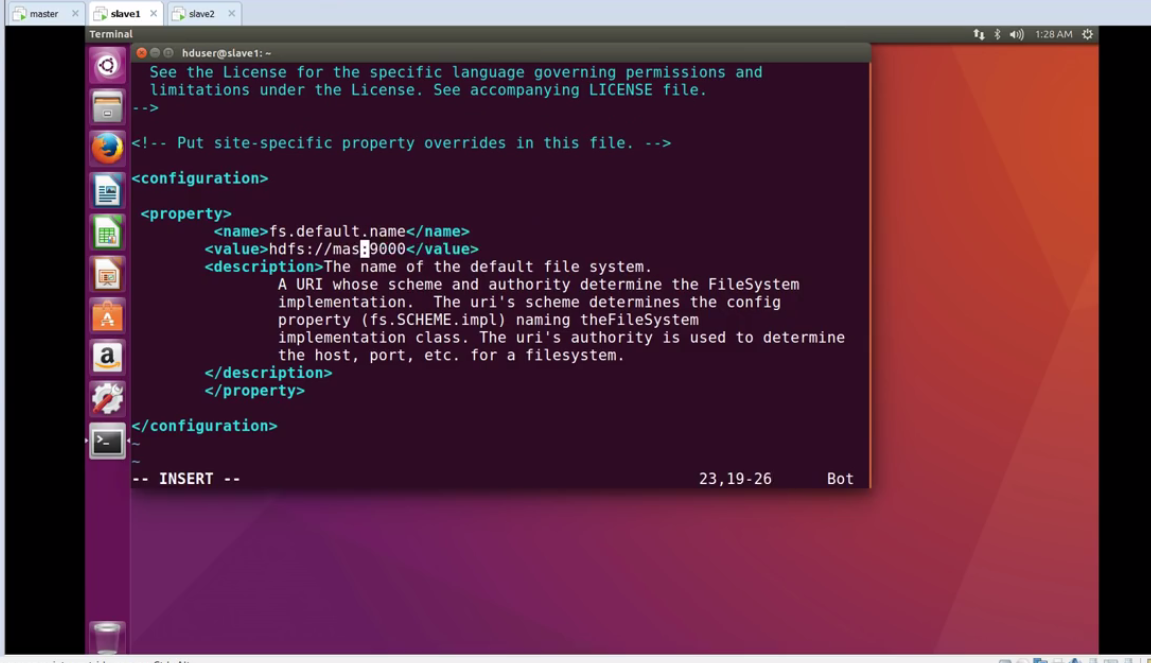 master × slave1 × slave2 ×
Terminal 1:28 AM
hduser@slave1: ~
See the License for the specific language governing permissions and
limitations under the License. See accompanying LICENSE file.
-->
<!-- Put site-specific property overrides in this file. -->
<configuration>
<property>
<name>fs.default.name</name>
<value>hdfs://mas:9000</value>
<description>The name of the default file system.
A URI whose scheme and authority determine the FileSystem
implementation. The uri's scheme determines the config
property (fs.SCHEME.impl) naming theFileSystem
implementation class. The uri's authority is used to determine
the host, port, etc. for a filesystem.
</description>
</property>
</configuration>
~
~
-- INSERT -- 23,19-26 Bot